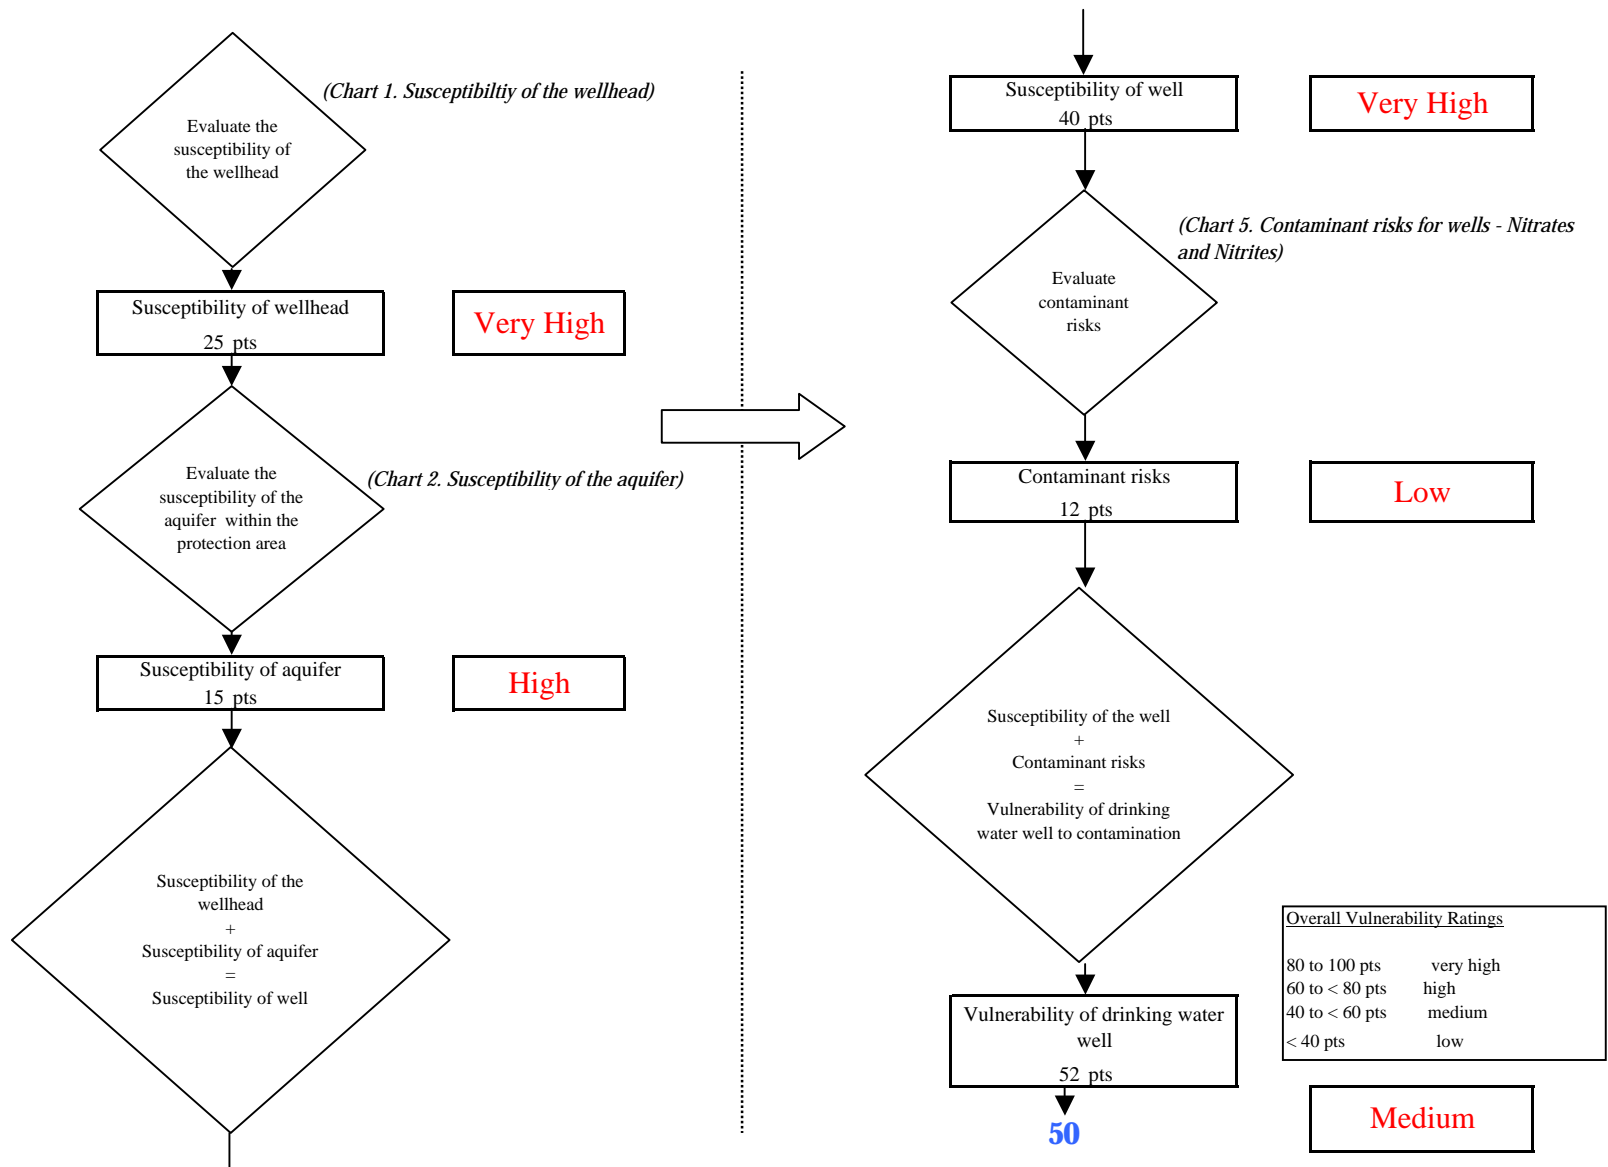 (Chart 1. Susceptibiltiy of the wellhead)
Evaluate the
susceptibility of
the wellhead
Susceptibility of wellhead
25 pts
Very High
Evaluate the
susceptibility of the
aquifer within the
protection area
(Chart 2. Susceptibility of the aquifer)
Susceptibility of aquifer
15 pts
High
Susceptibility of the
wellhead
+
Susceptibility of aquifer
=
Susceptibility of well
Susceptibility of well
40 pts
Very High
(Chart 5. Contaminant risks for wells - Nitrates
and Nitrites)
Evaluate
contaminant
risks
Contaminant risks
12 pts
Low
Susceptibility of the well
+
Contaminant risks
=
Vulnerability of drinking
water well to contamination
Overall Vulnerability Ratings
80 to 100 pts very high
60 to < 80 pts high
40 to < 60 pts medium
< 40 pts low
Vulnerability of drinking water
well
52 pts
50
Medium